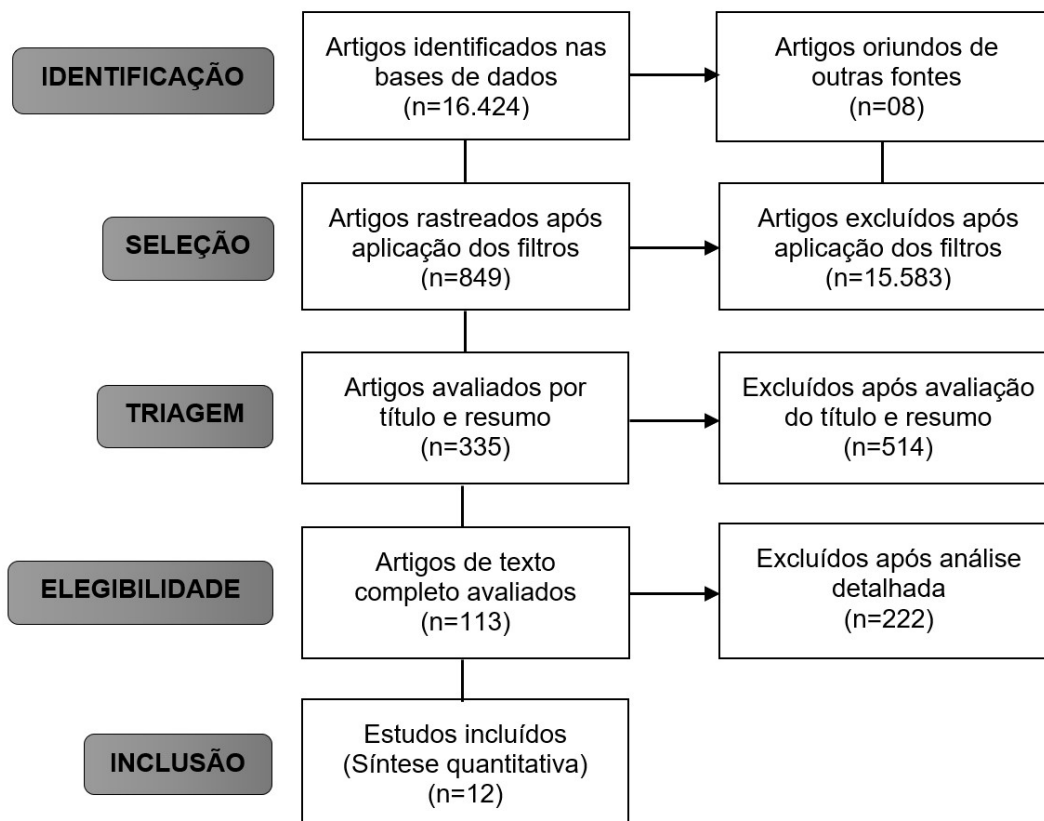 IDENTIFICAÇÃO
Artigos identificados nas
bases de dados
(n=16.424)
Artigos oriundos de
outras fontes
(n=08)
SELEÇÃO
Artigos rastreados após
aplicação dos filtros
(n=849)
Artigos excluídos após
aplicação dos filtros
(n=15.583)
TRIAGEM
Artigos avaliados por
título e resumo
(n=335)
Excluídos após avaliação
do título e resumo
(n=514)
ELEGIBILIDADE
Artigos de texto
completo avaliados
(n=113)
Excluídos após análise
detalhada
(n=222)
INCLUSÃO
Estudos incluídos
(Síntese quantitativa)
(n=12)